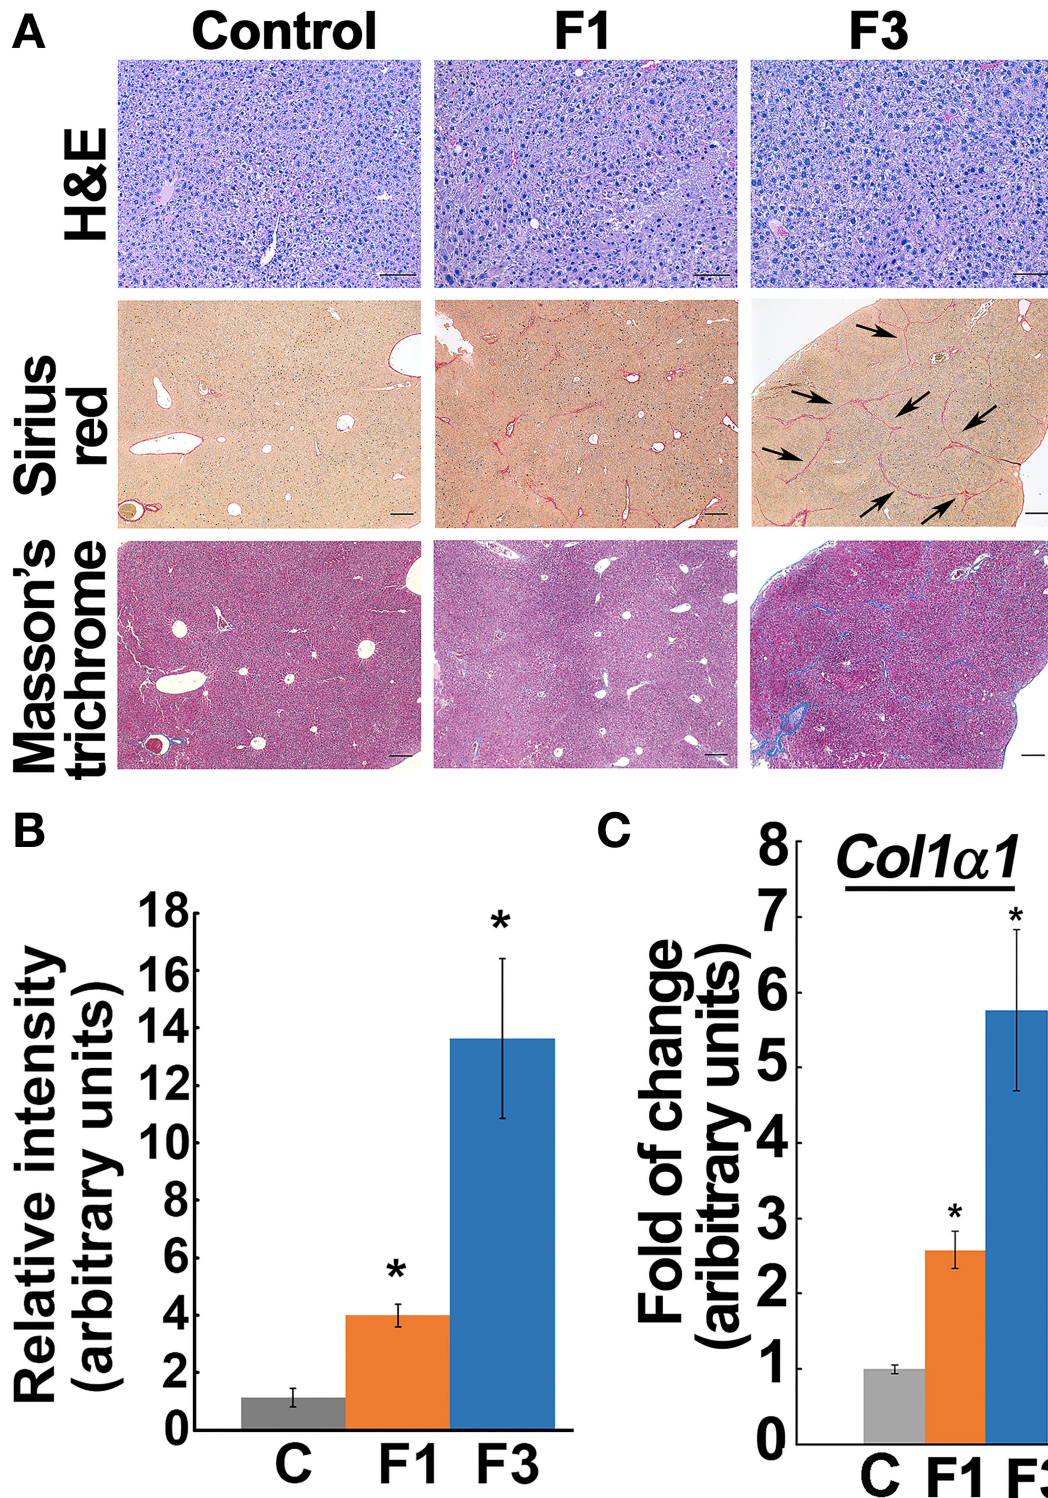 A
Control
F1
F3
H&E
Sirius
red
Masson's
trichrome
B
Relative intensity
(arbitrary units)
18
16
14
12
10
8
6
4
2
0
*
*
C
F1
F3
C
Fold of change
(aribitrary units)
8
7
6
5
4
3
2
1
0
Col1α1
*
*
C
F1
F3